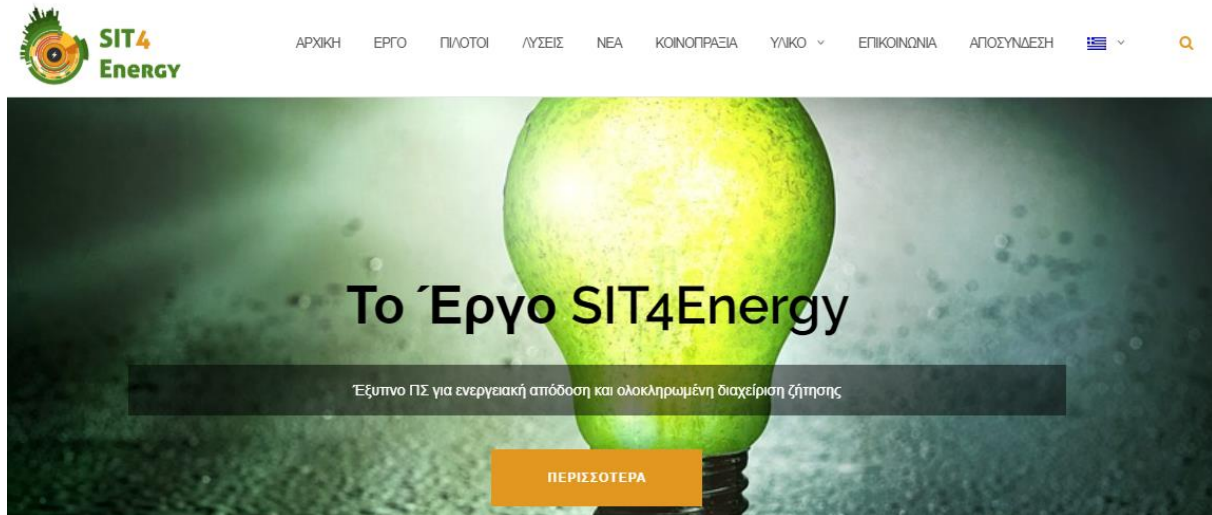 SIT4
Energy
ΑΡΧΙΚΗ ΕΡΓΟ ΠΙΛΟΤΟΙ ΛΥΣΕΙΣ ΝΕΑ ΚΟΙΝΟΠΡΑΞΙΑ ΥΛΙΚΟ ΕΠΙΚΟΙΝΩΝΙΑ ΑΠΟΣΥΝΔΕΣΗ
Το Έργο SIT4Energy
Έξυπνο ΠΣ για ενεργειακή απόδοση και ολοκληρωμένη διαχείριση ζήτησης
ΠΕΡΙΣΣΟΤΕΡΑ